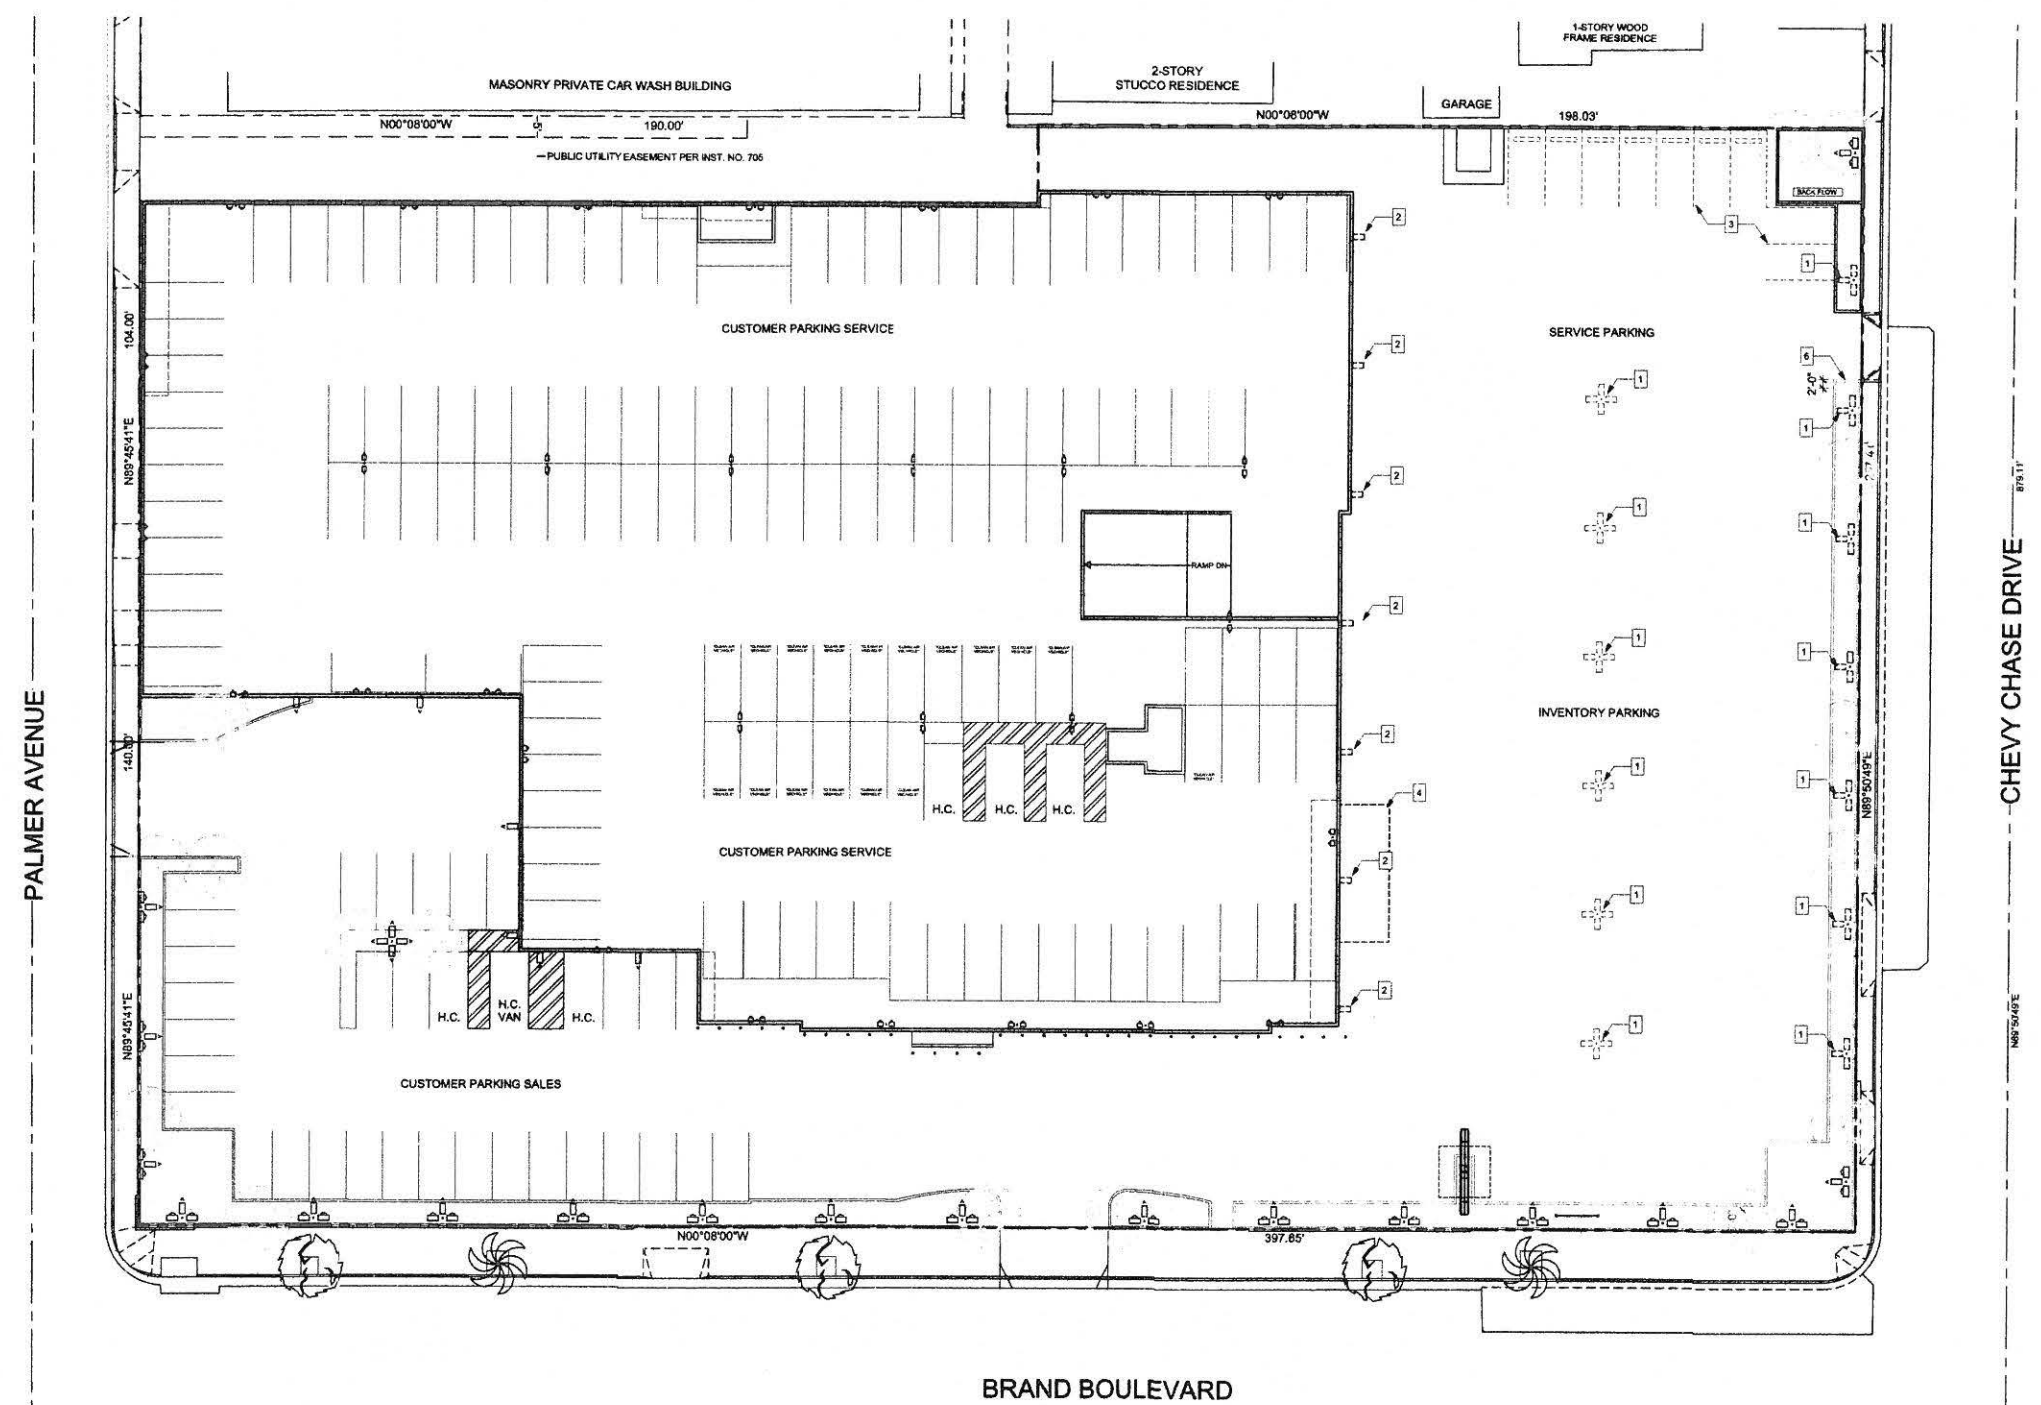 1-STORY WOOD
FRAME RESIDENCE
2-STORY
STUCCO RESIDENCE
MASONRY PRIVATE CAR WASH BUILDING
GARAGE
N00°08'00"W
198.03'
N00°08'00"W
190.00'
PUBLIC UTILITY EASEMENT PER INST. NO. 706
BACK FLOW
2
3
1
104.00'
CUSTOMER PARKING SERVICE
SERVICE PARKING
2
6
2'-0"
1
1
N89°45'41"E
2
879.11'
1
1
RAMP DN
2
1
1
PALMER AVENUE
CHEVY CHASE DRIVE
INVENTORY PARKING
2
140.00'
1
1
N89°50'49"E
4
H.C.
H.C.
H.C.
CUSTOMER PARKING SERVICE
2
1
1
2
H.C.
H.C.
VAN
H.C.
N89°45'41"E
N89°50'49"E
1
1
CUSTOMER PARKING SALES
N00°08'00"W
397.85'
BRAND BOULEVARD